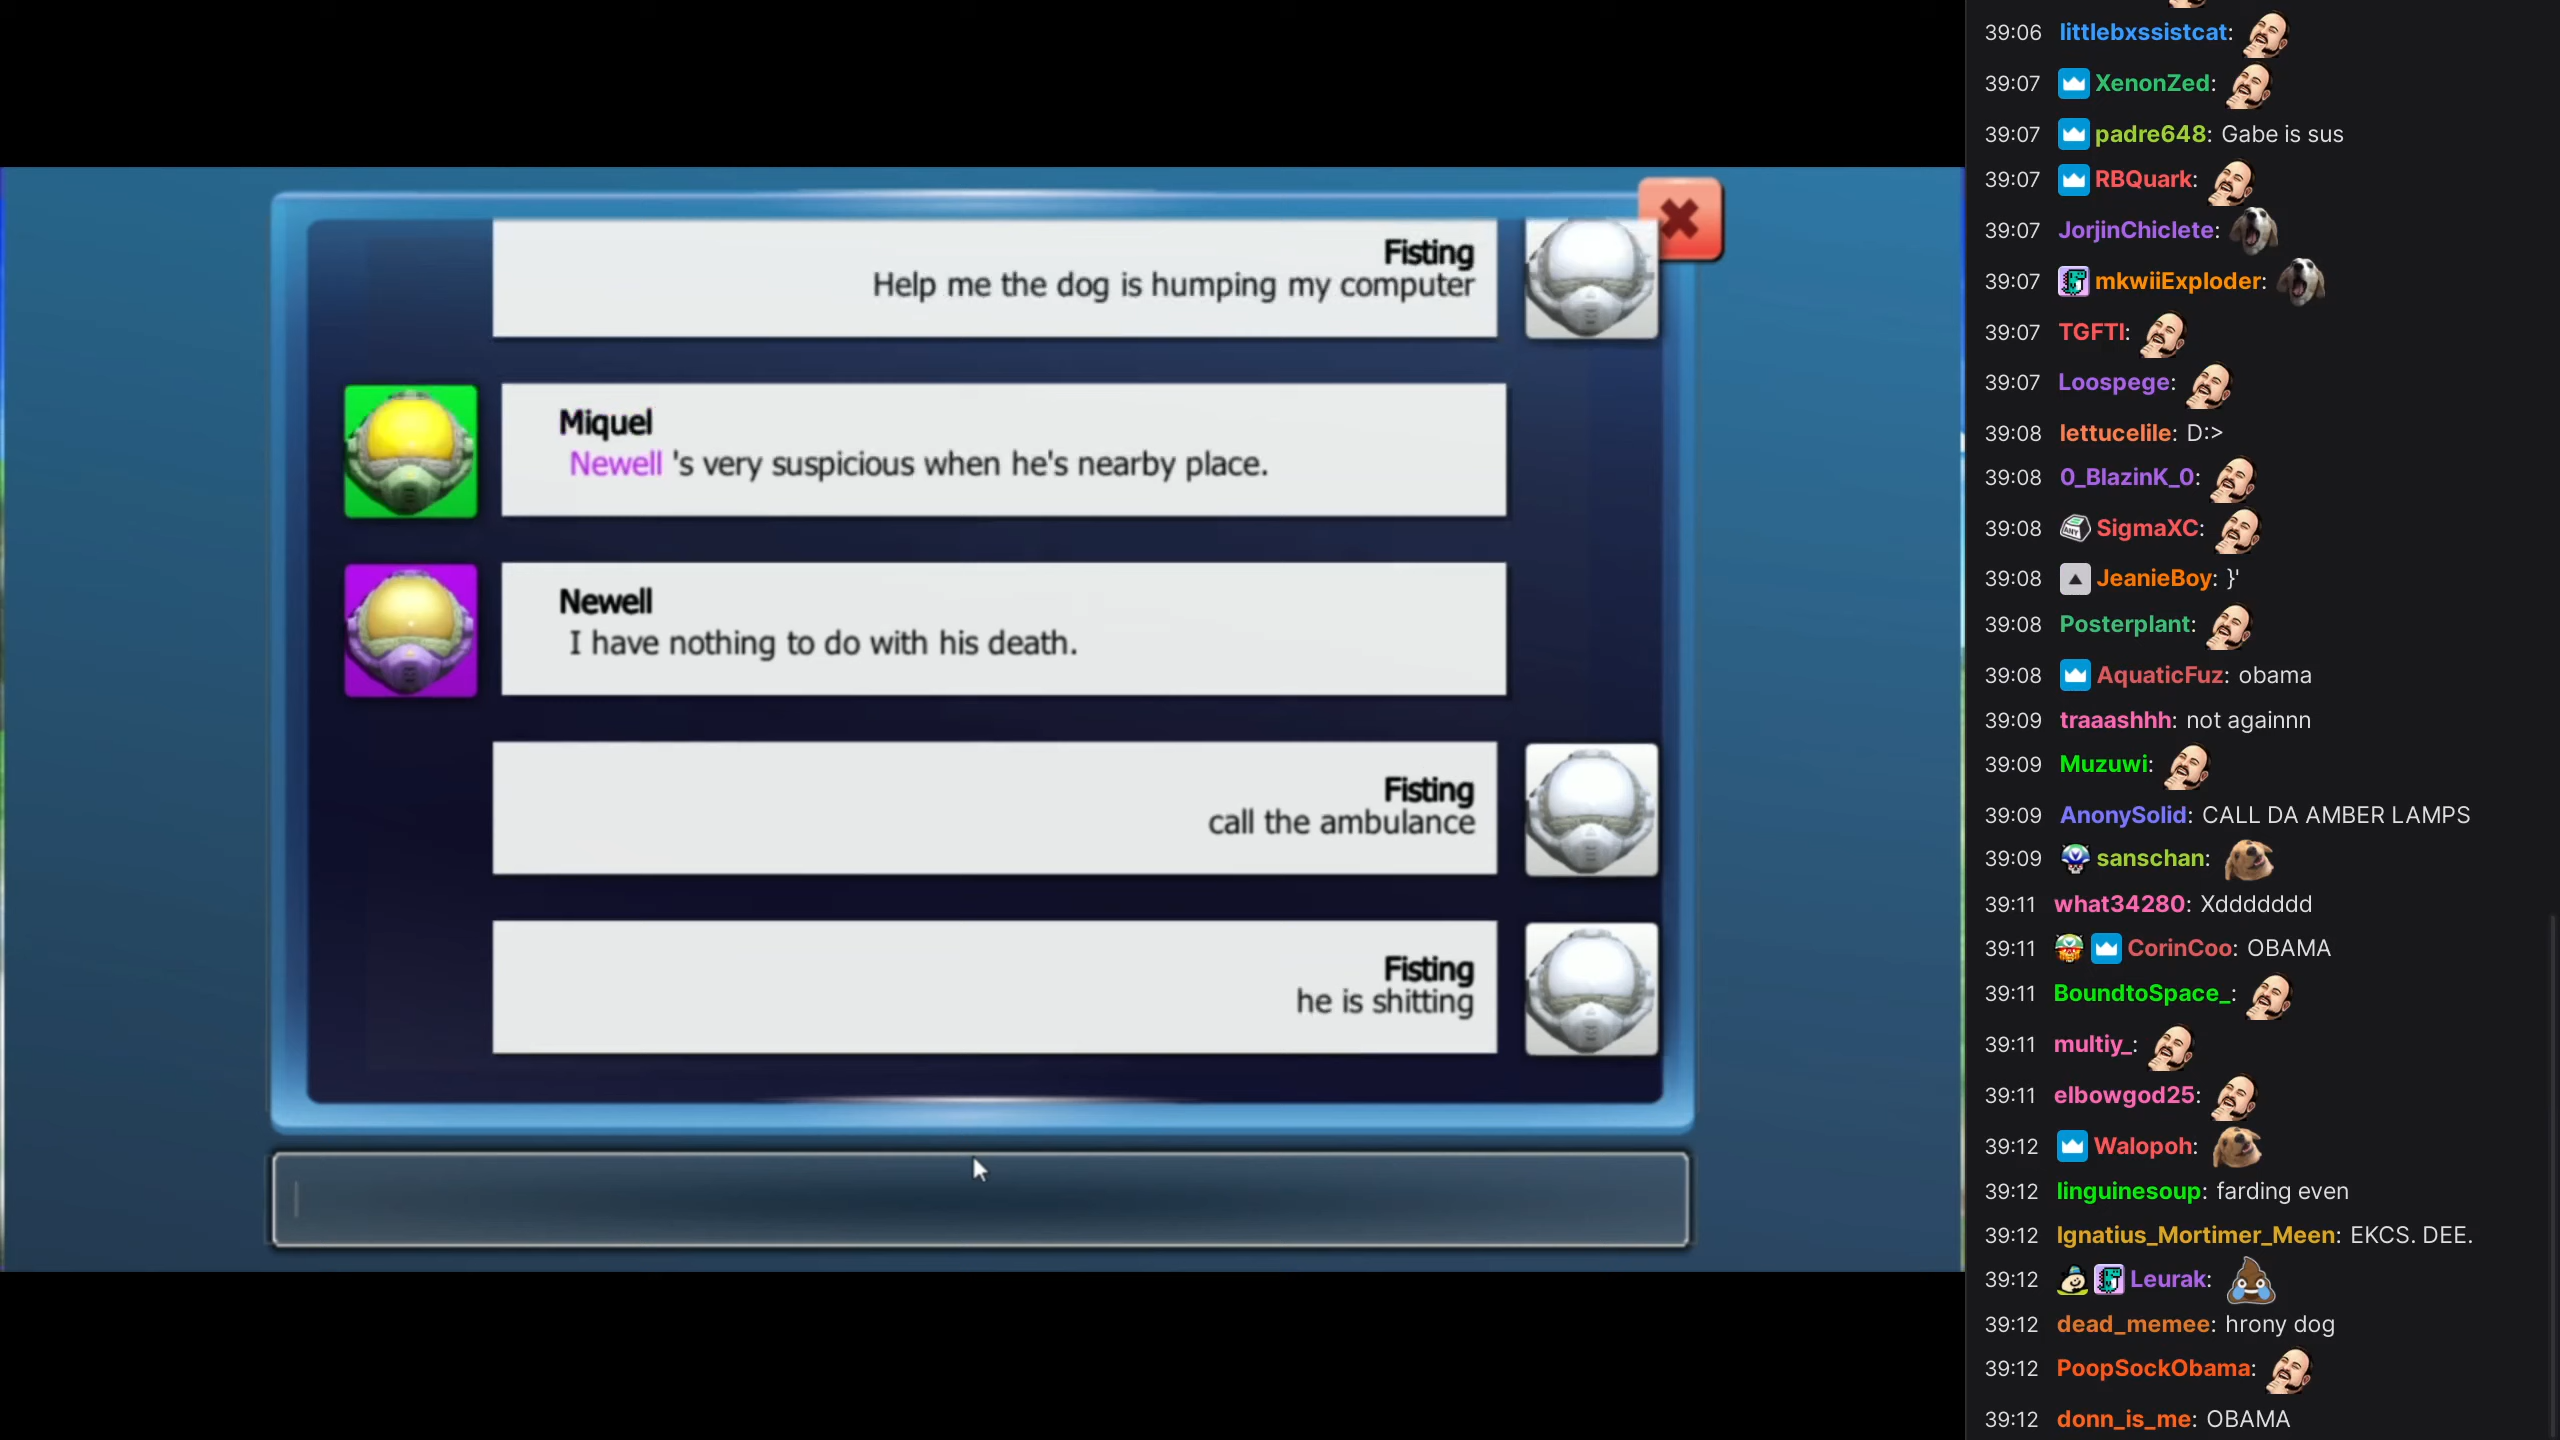 Fisting
Help me the dog is humping my computer
Miquel
Newell 's very suspicious when he's nearby place.
Newell
I have nothing to do with his death.
Fisting
call the ambulance
Fisting
he is shitting
39:06 littlebxssistcat:
39:07 XenonZed:
39:07 padre648: Gabe is sus
39:07 RBQuark:
39:07 JorjinChiclete:
39:07 mkwiiExploder:
39:07 TGFTI:
39:07 Loospege:
39:08 lettucelile: D:>
39:08 0_BlazinK_0:
39:08 SigmaXC:
39:08 JeanieBoy: }'
39:08 Posterplant:
39:08 AquaticFuz: obama
39:09 traaashhh: not againnn
39:09 Muzuwi:
39:09 AnonySolid: CALL DA AMBER LAMPS
39:09 sanschan:
39:11 what34280: Xddddddd
39:11 CorinCoo: OBAMA
39:11 BoundtoSpace_:
39:11 multiy_:
39:11 elbowgod25:
39:12 Walopoh:
39:12 linguinesoup: farding even
39:12 Ignatius_Mortimer_Meen: EKCS. DEE.
39:12 Leurak:
39:12 dead_memee: hrony dog
39:12 PoopSockObama:
39:12 donn_is_me: OBAMA